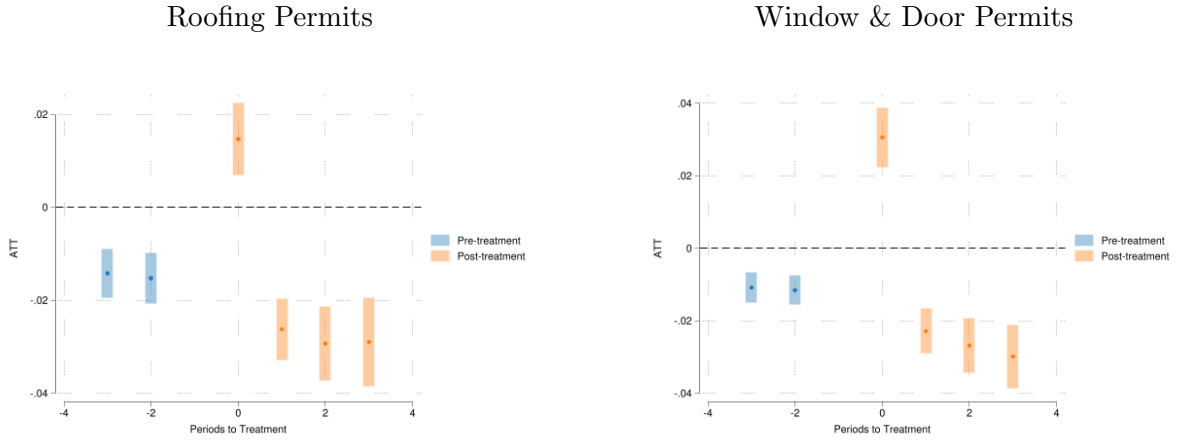 Roofing Permits
.02
0
-.02
-.04
ATT
-4
-2
0
2
4
Periods to Treatment
Pre-treatment
Post-treatment
Window & Door Permits
.04
.02
0
-.02
-.04
ATT
-4
-2
0
2
4
Periods to Treatment
Pre-treatment
Post-treatment